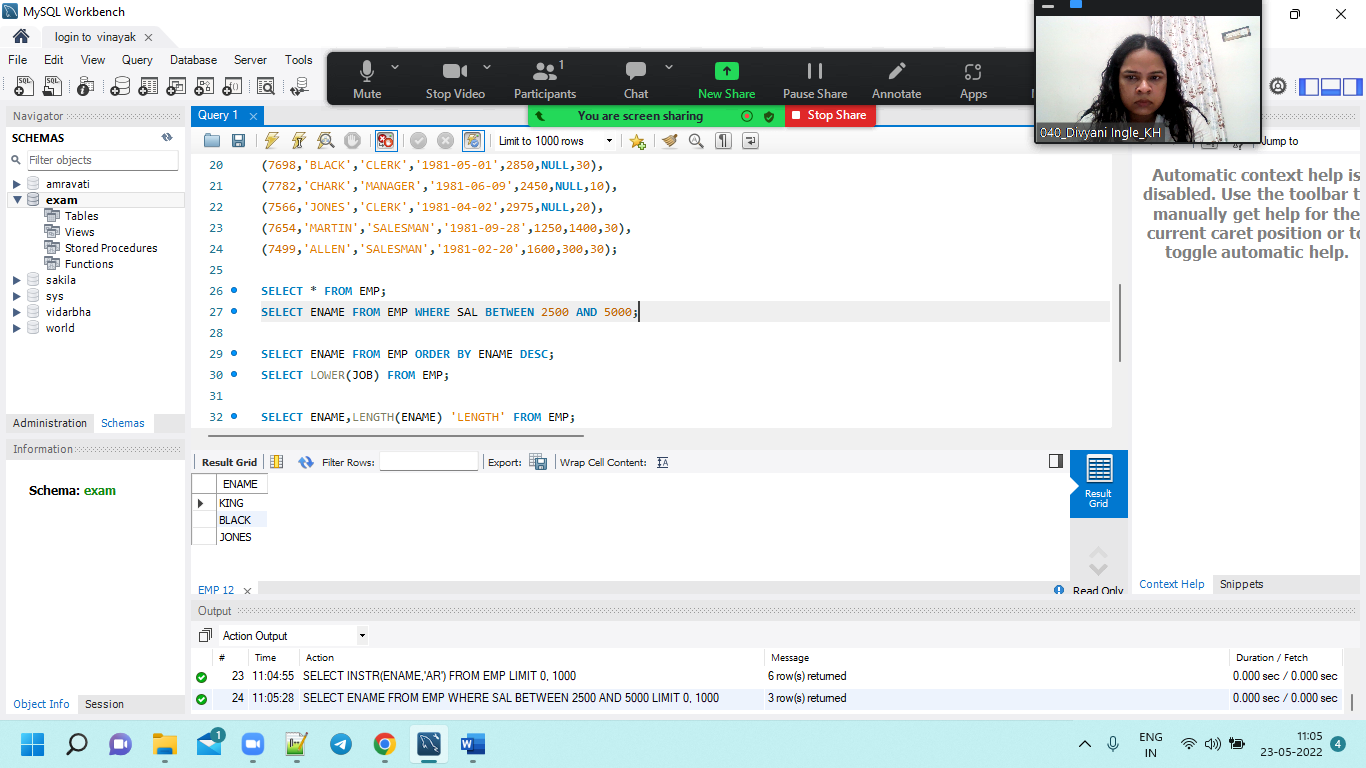 MySQL Workbench
login to vinayak
File Edit View Query Database Server Tools
Mute Stop Video Participants 1 Chat New Share Pause Share Annotate Apps
You are screen sharing Stop Share
040_Divyani Ingle_KH
Navigator
SCHEMAS
Filter objects
amravati
exam
Tables
Views
Stored Procedures
Functions
sakila
sys
vidarbha
world
Administration Schemas
Information
Schema: exam
Object Info Session
Query 1
Limit to 1000 rows
20 (7698,'BLACK','CLERK','1981-05-01',2850,NULL,30),
21 (7782,'CHARK','MANAGER','1981-06-09',2450,NULL,10),
22 (7566,'JONES','CLERK','1981-04-02',2975,NULL,20),
23 (7654,'MARTIN','SALESMAN','1981-09-28',1250,1400,30),
24 (7499,'ALLEN','SALESMAN','1981-02-20',1600,300,30);
25
26 SELECT * FROM EMP;
27 SELECT ENAME FROM EMP WHERE SAL BETWEEN 2500 AND 5000;
28
29 SELECT ENAME FROM EMP ORDER BY ENAME DESC;
30 SELECT LOWER(JOB) FROM EMP;
31
32 SELECT ENAME,LENGTH(ENAME) 'LENGTH' FROM EMP;
Result Grid Filter Rows: Export: Wrap Cell Content:
ENAME
KING
BLACK
JONES
Result
Grid
EMP 12
Read Only
Jump to
Automatic context help is
disabled. Use the toolbar t
manually get help for the
current caret position or to
toggle automatic help.
Context Help Snippets
Output
Action Output
# Time Action Message Duration / Fetch
23 11:04:55 SELECT INSTR(ENAME,'AR') FROM EMP LIMIT 0, 1000 6 row(s) returned 0.000 sec / 0.000 sec
24 11:05:28 SELECT ENAME FROM EMP WHERE SAL BETWEEN 2500 AND 5000 LIMIT 0, 1000 3 row(s) returned 0.000 sec / 0.000 sec
1
ENG
IN
11:05
23-05-2022
4